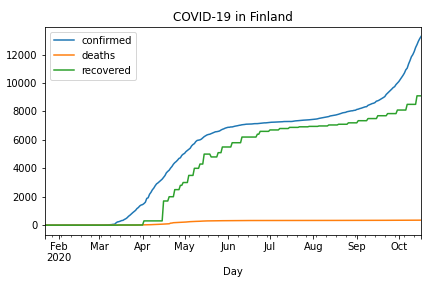 COVID-19 in Finland
confirmed
deaths
recovered
12000
10000
8000
6000
4000
2000
0
Feb Mar Apr May Jun Jul Aug Sep Oct
2020
Day